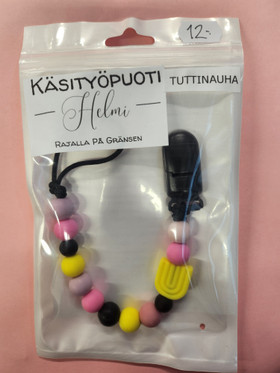 12,-
KÄSITYÖPUOTI
TUTTINAUHA
Helmi
RAJALLA PÅ GRÄNSEN